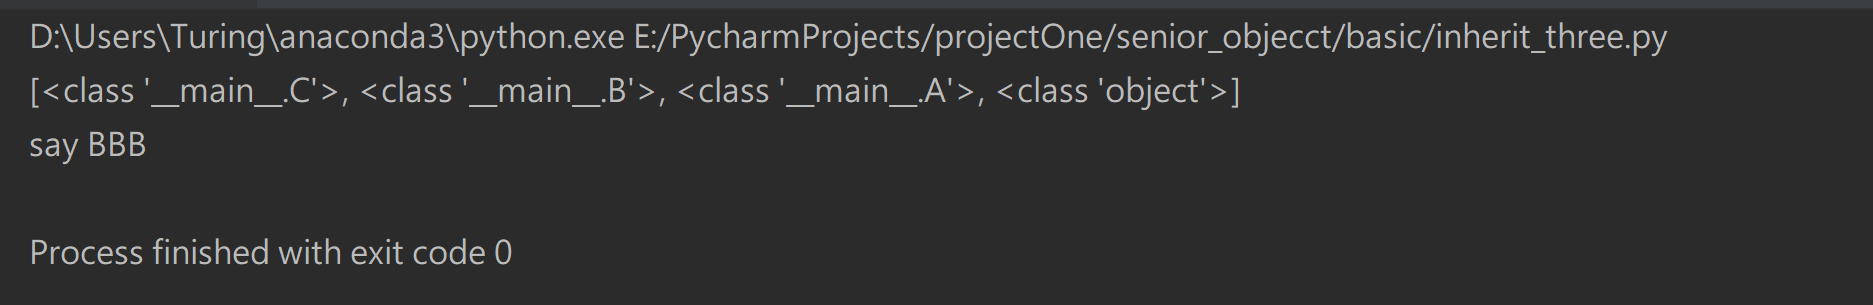 D:\Users\Turing\anaconda3\python.exe E:/PycharmProjects/projectOne/senior_objecct/basic/inherit_three.py
[<class '__main__.C'>, <class '__main__.B'>, <class '__main__.A'>, <class 'object'>]
say BBB
Process finished with exit code 0